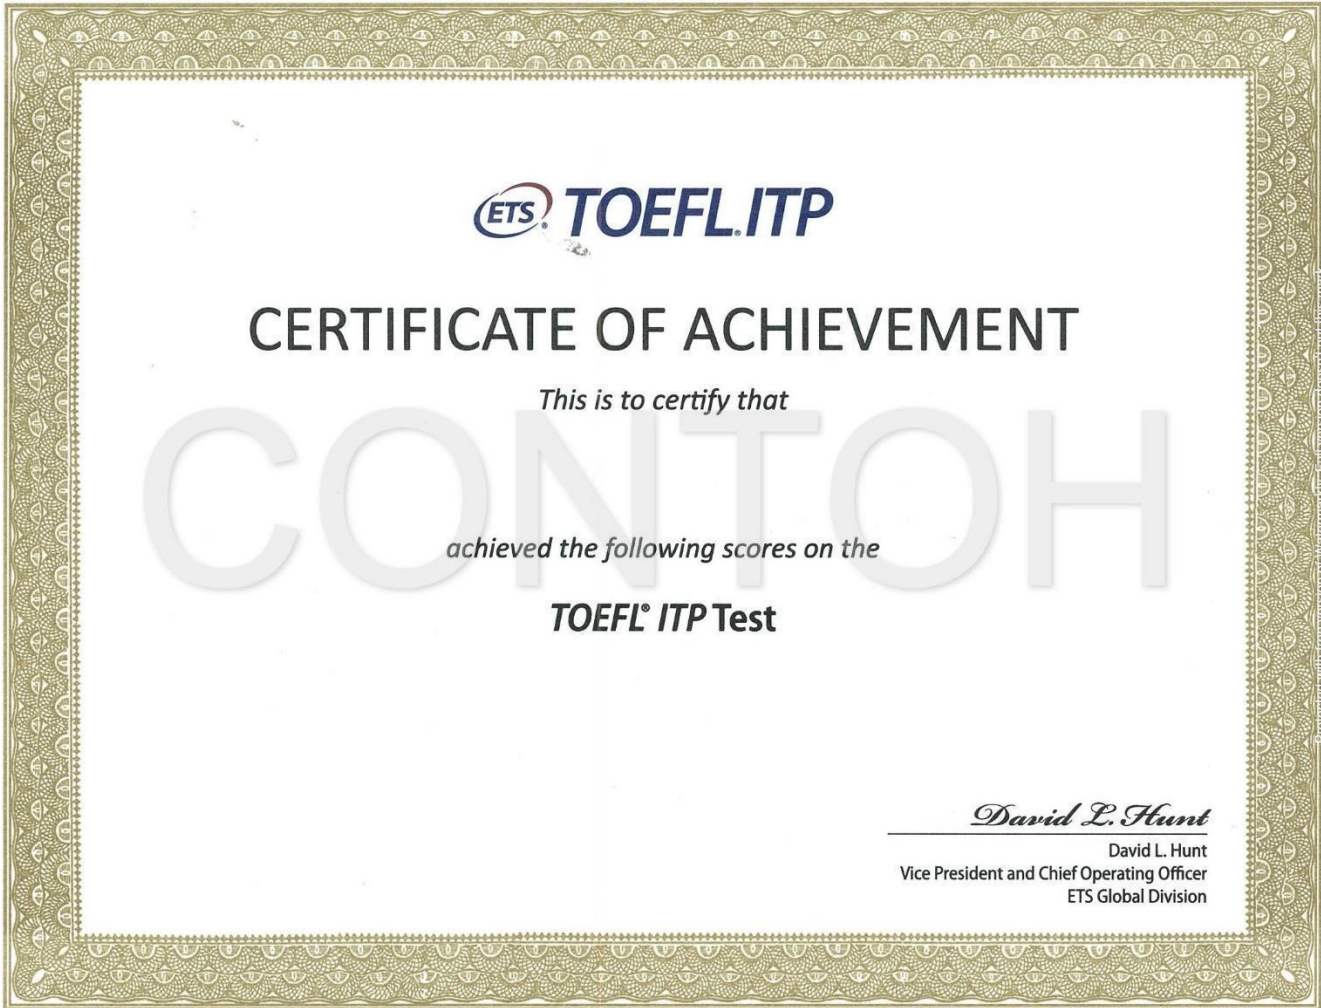 ETS® TOEFL®ITP
CERTIFICATE OF ACHIEVEMENT
This is to certify that
CONTOH
achieved the following scores on the
TOEFL® ITP Test
David L. Hunt
David L. Hunt
Vice President and Chief Operating Officer
ETS Global Division